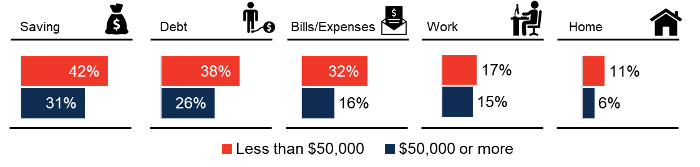 Saving Debt Bills/Expenses Work Home
42% 38% 32% 17% 11%
31% 26% 16% 15% 6%
Less than $50,000 $50,000 or more